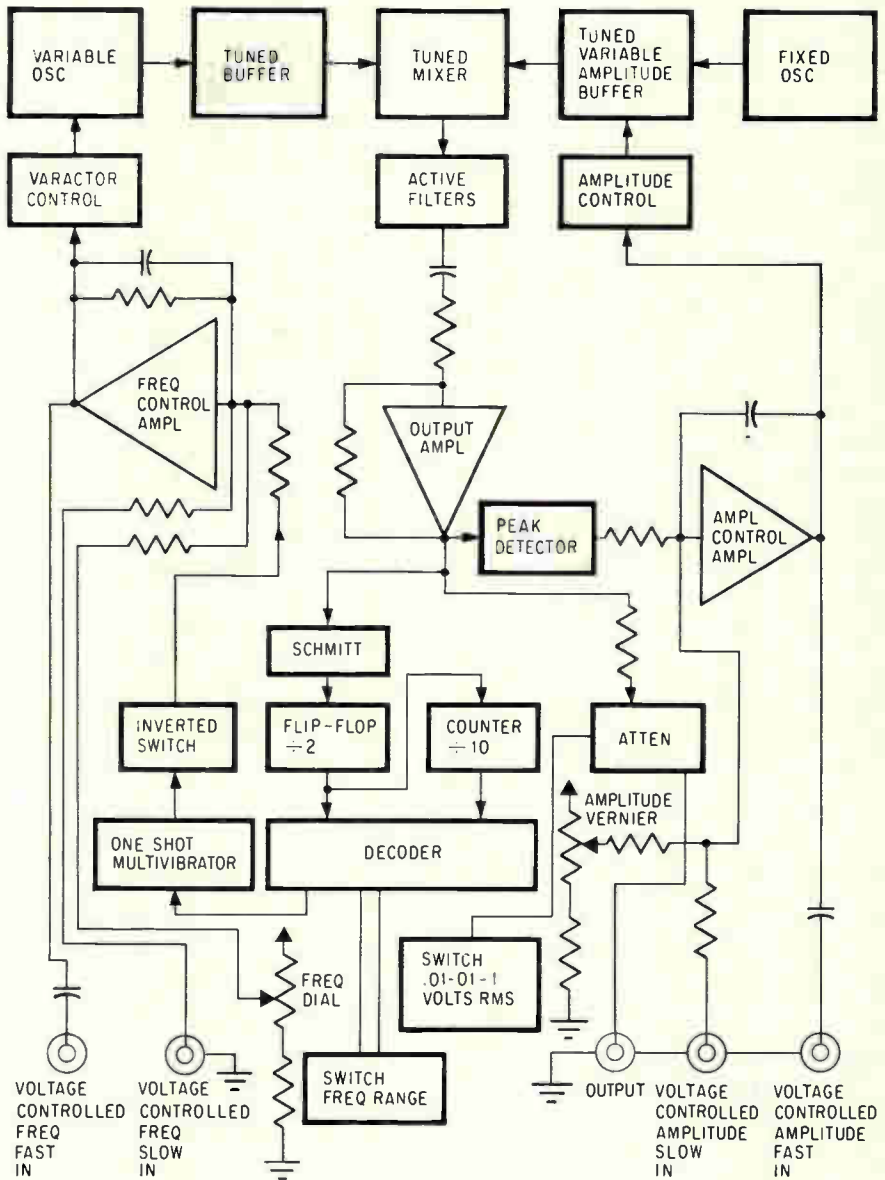 VARIABLE
OSC
TUNED
BUFFER
TUNED
MIXER
TUNED
VARIABLE
AMPLITUDE
BUFFER
FIXED
OSC
VARACTOR
CONTROL
ACTIVE
FILTERS
AMPLITUDE
CONTROL
FREQ
CONTROL
AMPL
OUTPUT
AMPL
PEAK
DETECTOR
AMPL
CONTROL
AMPL
SCHMITT
INVERTED
SWITCH
FLIP-FLOP
÷2
COUNTER
÷10
ATTEN
AMPLITUDE
VERNIER
ONE SHOT
MULTIVIBRATOR
DECODER
FREQ
DIAL
SWITCH
.01-01-1
VOLTS RMS
SWITCH
FREQ RANGE
VOLTAGE
CONTROLLED
FREQ
FAST
IN
VOLTAGE
CONTROLLED
FREQ
SLOW
IN
OUTPUT
VOLTAGE
CONTROLLED
AMPLITUDE
SLOW
IN
VOLTAGE
CONTROLLED
AMPLITUDE
FAST
IN